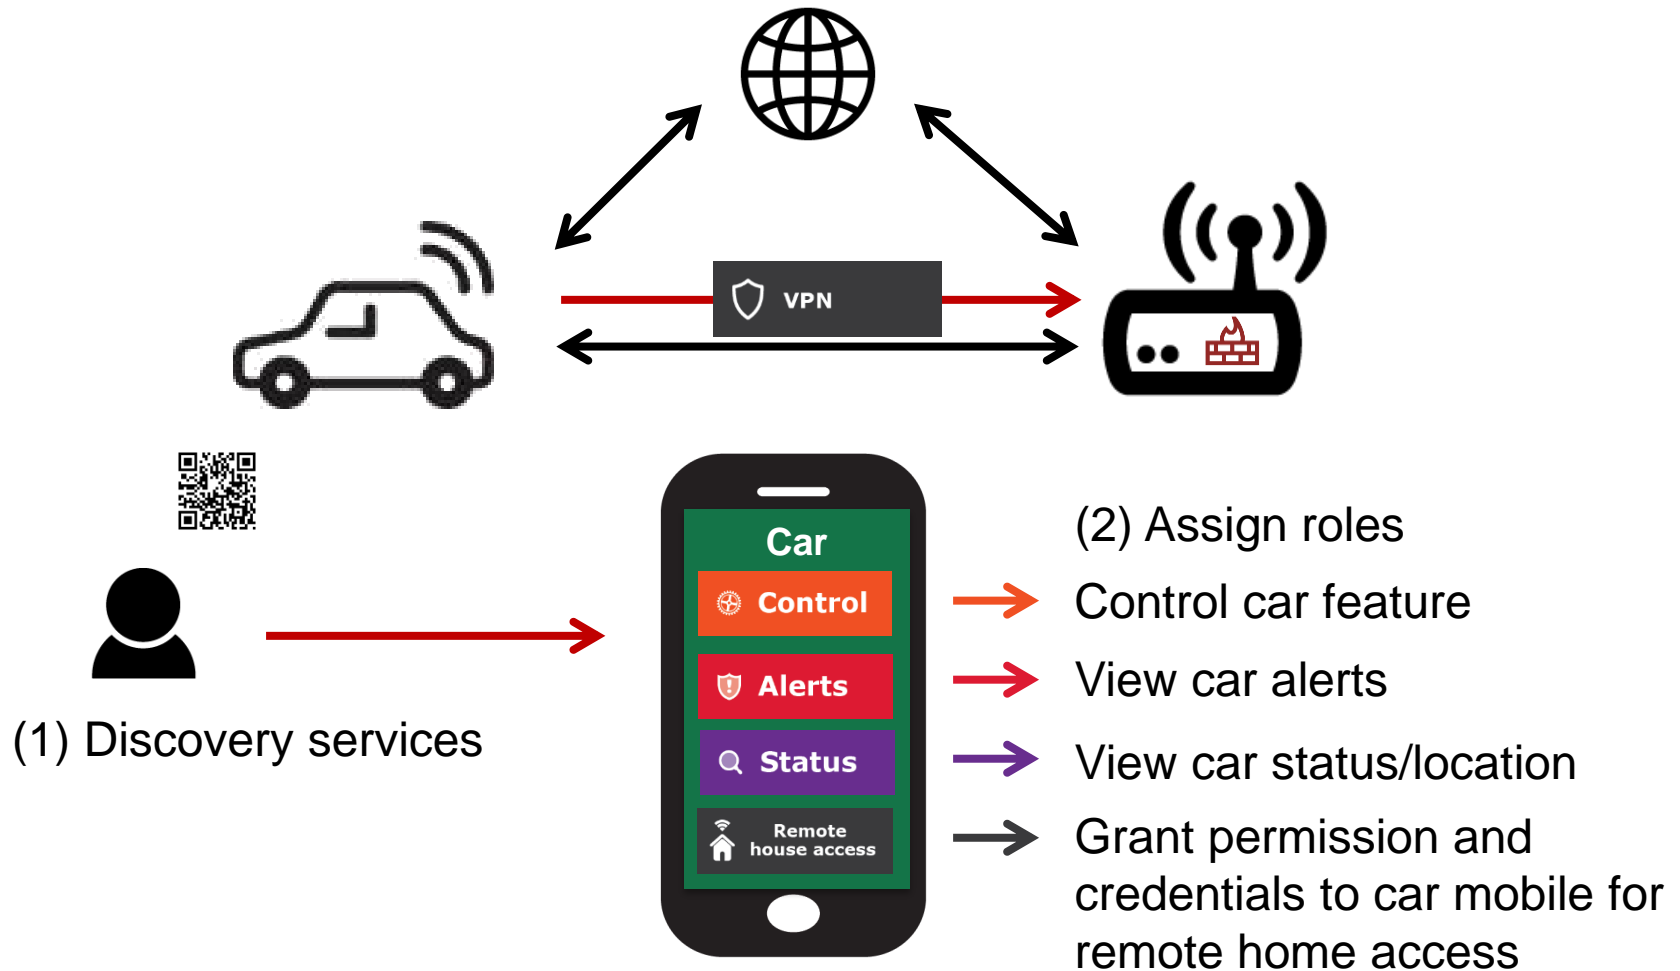 VPN
Car
Control
Alerts
Status
Remote
house access
(1) Discovery services
(2) Assign roles
Control car feature
View car alerts
View car status/location
Grant permission and
credentials to car mobile for
remote home access